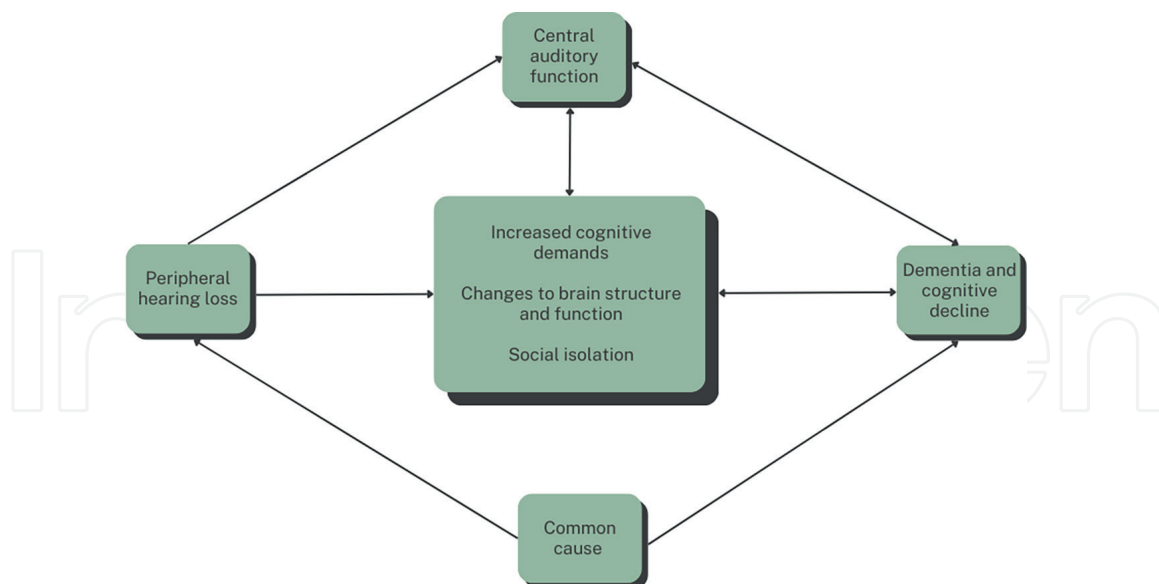 Central
auditory
function
Increased cognitive
demands
Changes to brain structure
and function
Social isolation
Peripheral
hearing loss
Dementia and
cognitive
decline
Common
cause